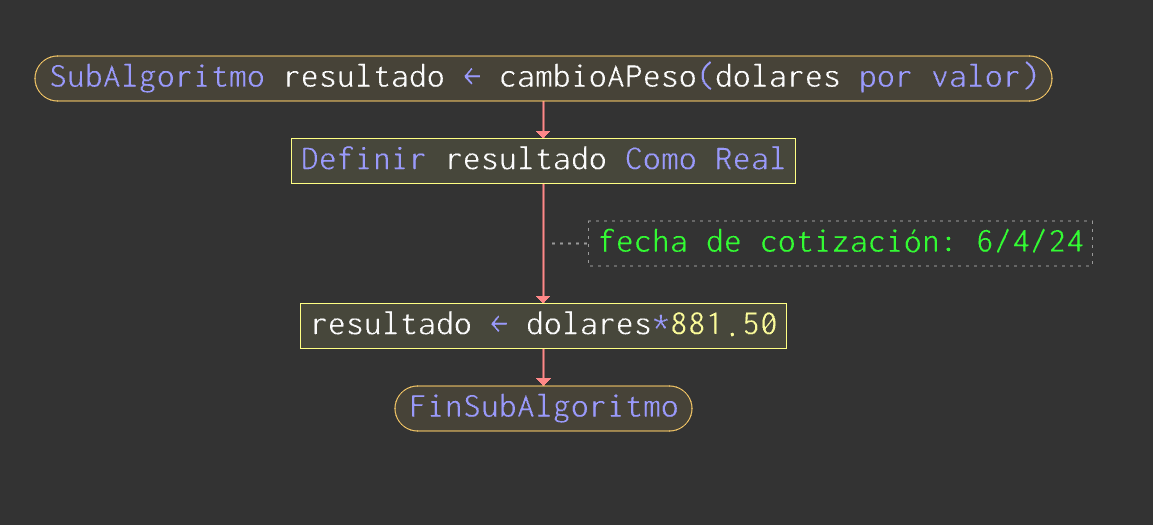 SubAlgoritmo resultado ← cambioAPeso(dolares por valor)
Definir resultado Como Real
fecha de cotización: 6/4/24
resultado ← dolares*881.50
FinSubAlgoritmo